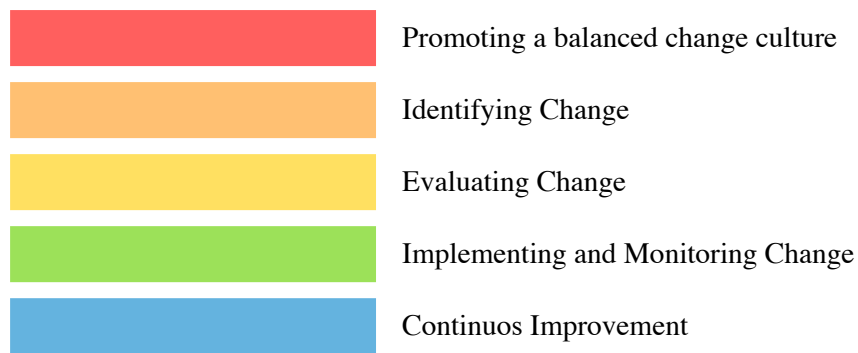 Promoting a balanced change culture
Identifying Change
Evaluating Change
Implementing and Monitoring Change
Continuos Improvement